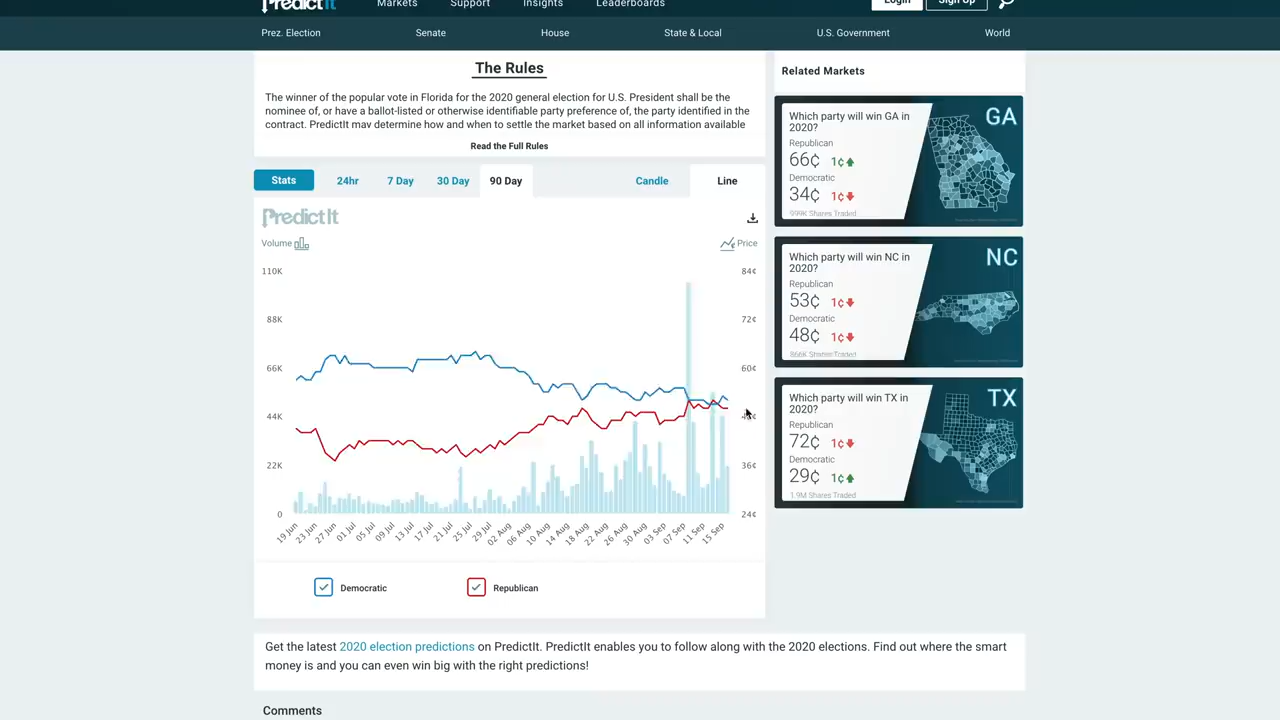 PredictIt
Markets
Support
Insights
Leaderboards
Login
Sign Up
Prez. Election
Senate
House
State & Local
U.S. Government
World
The Rules
The winner of the popular vote in Florida for the 2020 general election for U.S. President shall be the
nominee of, or have a ballot-listed or otherwise identifiable party preference of, the party identified in the
contract. PredictIt may determine how and when to settle the market based on all information available
Read the Full Rules
Stats
24hr
7 Day
30 Day
90 Day
Candle
Line
PredictIt
Volume
Price
110K
88K
66K
44K
22K
0
84¢
72¢
60¢
36¢
24¢
19 Jun
23 Jun
27 Jun
01 Jul
05 Jul
09 Jul
13 Jul
17 Jul
21 Jul
25 Jul
29 Jul
02 Aug
06 Aug
10 Aug
14 Aug
18 Aug
22 Aug
26 Aug
30 Aug
03 Sep
07 Sep
11 Sep
15 Sep
Democratic
Republican
Related Markets
Which party will win GA in
2020?
Republican
66¢ 1¢
Democratic
34¢ 1¢
999K Shares Traded
GA
Which party will win NC in
2020?
Republican
53¢ 1¢
Democratic
48¢ 1¢
866K Shares Traded
NC
Which party will win TX in
2020?
Republican
72¢ 1¢
Democratic
29¢ 1¢
1.9M Shares Traded
TX
Get the latest 2020 election predictions on PredictIt. PredictIt enables you to follow along with the 2020 elections. Find out where the smart
money is and you can even win big with the right predictions!
Comments